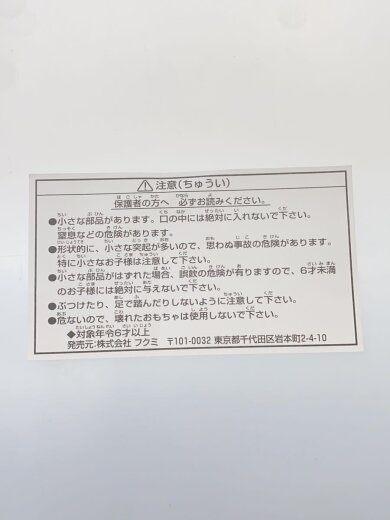 ⚠注意(ちゅうい)
保護者の方へ 必ずお読みください。
●小さな部品があります。口の中には絶対に入れないで下さい。
窒息などの危険があります。
●形状的に、小さな突起が多いので、思わぬ事故の危険があります。
特に小さなお子様は注意して下さい。
●小さな部品がはずれた場合、誤飲の危険が有りますので、6才未満
のお子様には絶対に与えないで下さい。
●ぶつけたり、足で踏んだりしないように注意して下さい。
●危ないので、壊れたおもちゃは使用しないで下さい。
◆対象年令6才以上
発売元:株式会社 フクミ 〒101-0032 東京都千代田区岩本町2-4-10